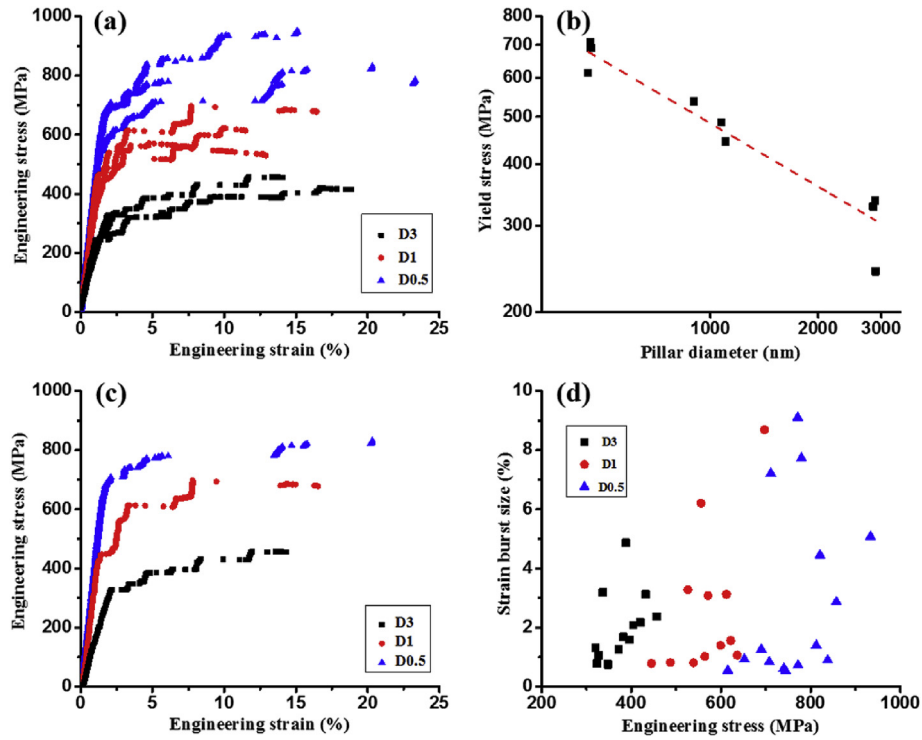 (a)
1000
800
600
400
200
0
Engineering stress (MPa)
D3
D1
D0.5
0 5 10 15 20 25
Engineering strain (%)
(b)
800
700
600
500
400
300
200
Yield stress (MPa)
1000 2000 3000
Pillar diameter (nm)
(c)
1000
800
600
400
200
0
Engineering stress (MPa)
D3
D1
D0.5
0 5 10 15 20 25
Engineering strain (%)
(d)
10
8
6
4
2
0
Strain burst size (%)
D3
D1
D0.5
200 400 600 800 1000
Engineering stress (MPa)